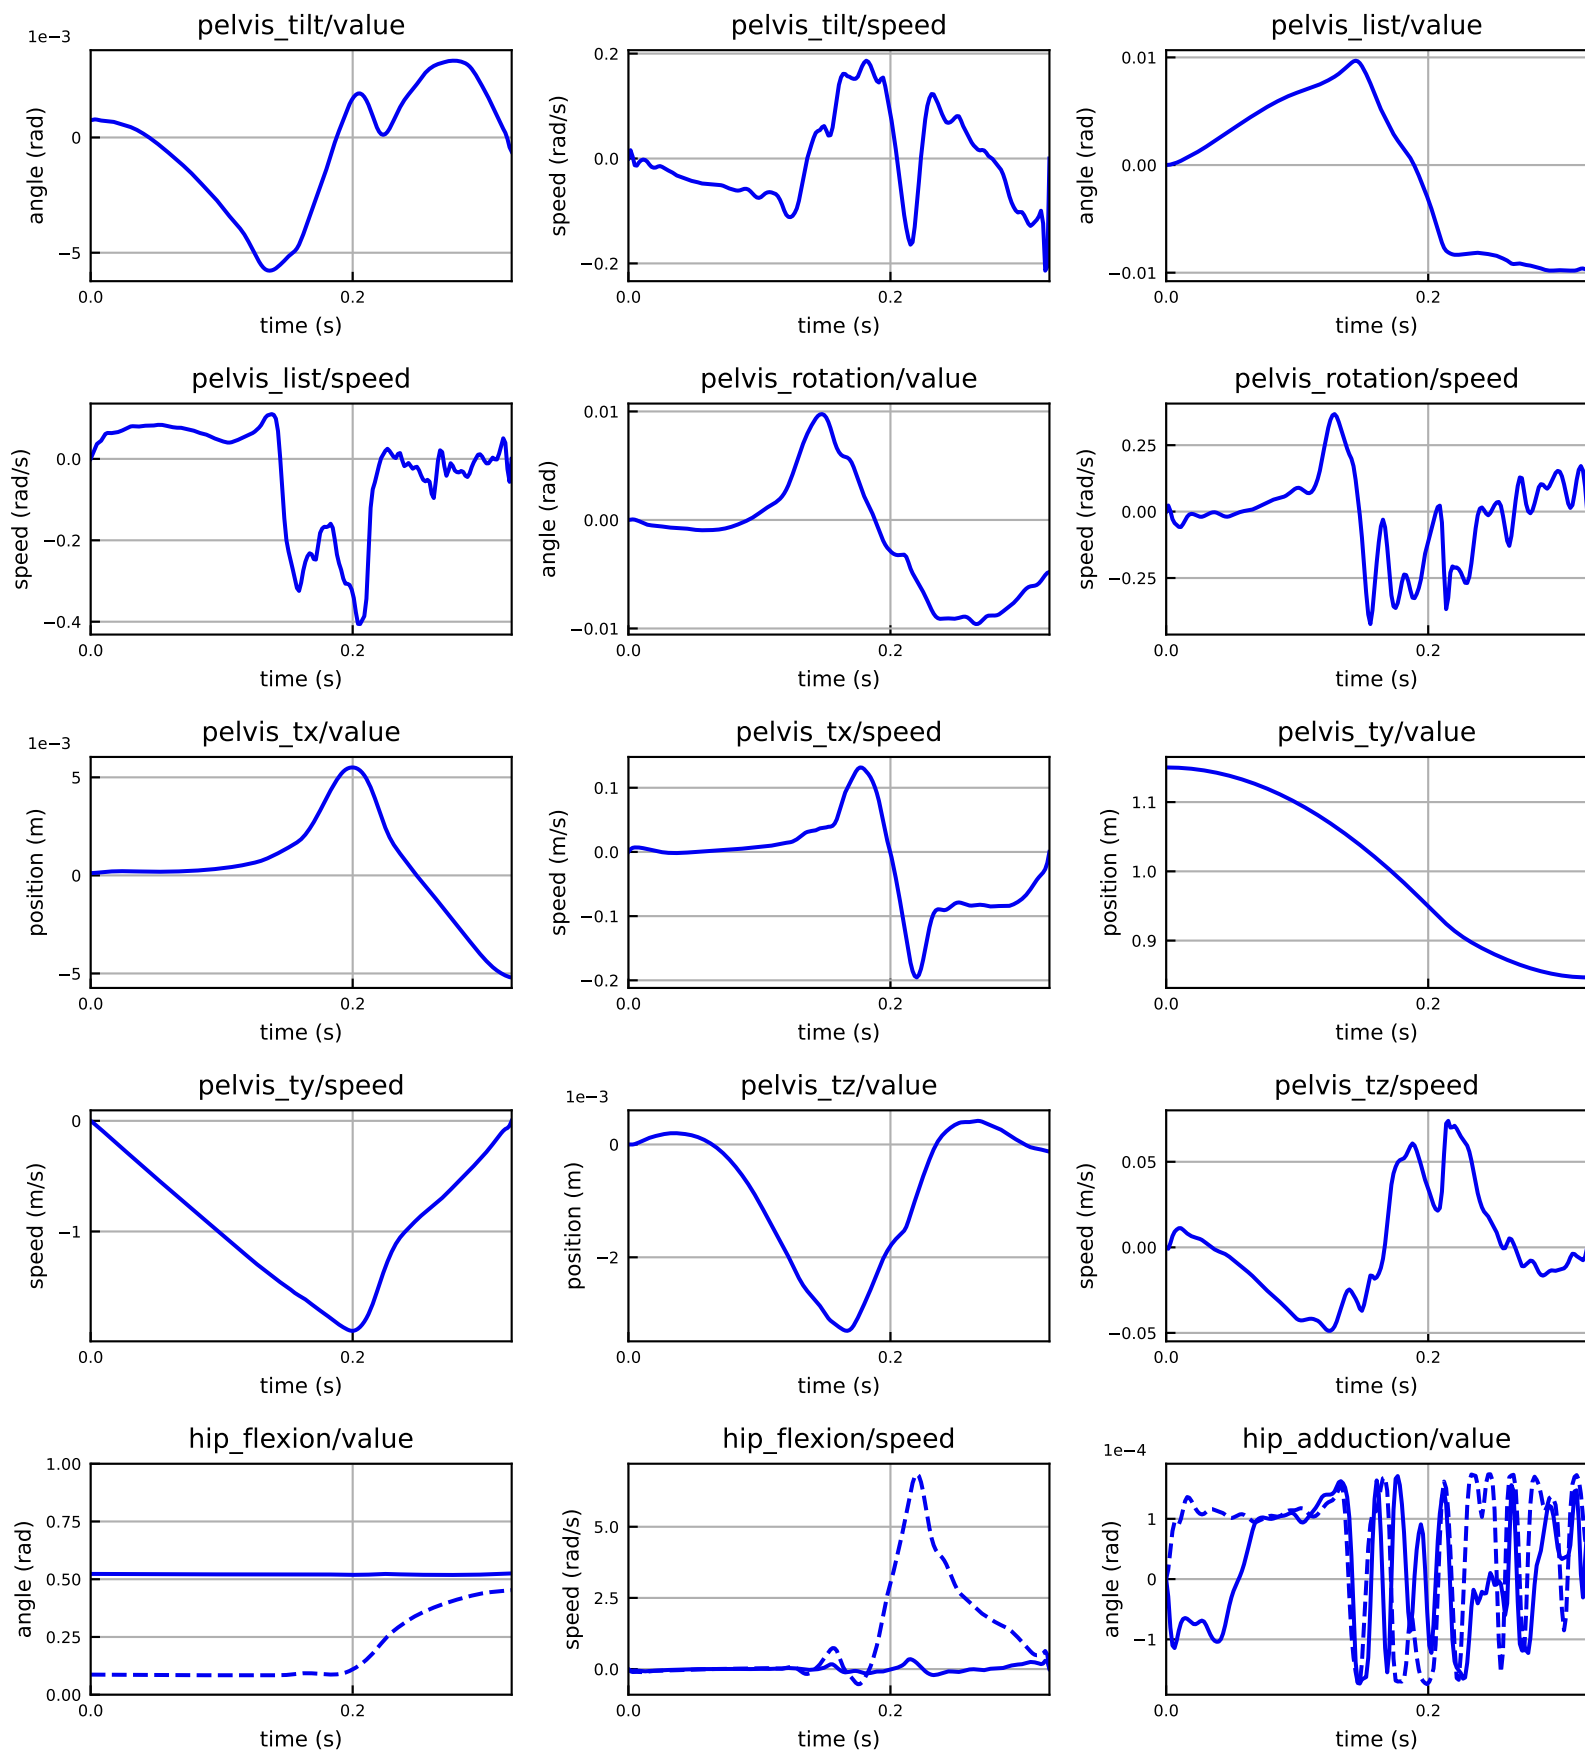 pelvis_tilt/value
1e−3
angle (rad)
0
−5
0.0
0.2
time (s)
pelvis_tilt/speed
speed (rad/s)
0.2
0.0
−0.2
0.0
0.2
time (s)
pelvis_list/value
angle (rad)
0.01
0.00
−0.01
0.0
0.2
time (s)
pelvis_list/speed
speed (rad/s)
0.0
−0.2
−0.4
0.0
0.2
time (s)
pelvis_rotation/value
angle (rad)
0.01
0.00
−0.01
0.0
0.2
time (s)
pelvis_rotation/speed
speed (rad/s)
0.25
0.00
−0.25
0.0
0.2
time (s)
pelvis_tx/value
1e−3
position (m)
5
0
−5
0.0
0.2
time (s)
pelvis_tx/speed
speed (m/s)
0.1
0.0
−0.1
−0.2
0.0
0.2
time (s)
pelvis_ty/value
position (m)
1.1
1.0
0.9
0.0
0.2
time (s)
pelvis_ty/speed
speed (m/s)
0
−1
0.0
0.2
time (s)
pelvis_tz/value
1e−3
position (m)
0
−2
0.0
0.2
time (s)
pelvis_tz/speed
speed (m/s)
0.05
0.00
−0.05
0.0
0.2
time (s)
hip_flexion/value
angle (rad)
1.00
0.75
0.50
0.25
0.00
0.0
0.2
time (s)
hip_flexion/speed
speed (rad/s)
5.0
2.5
0.0
0.0
0.2
time (s)
hip_adduction/value
1e−4
angle (rad)
1
0
−1
0.0
0.2
time (s)